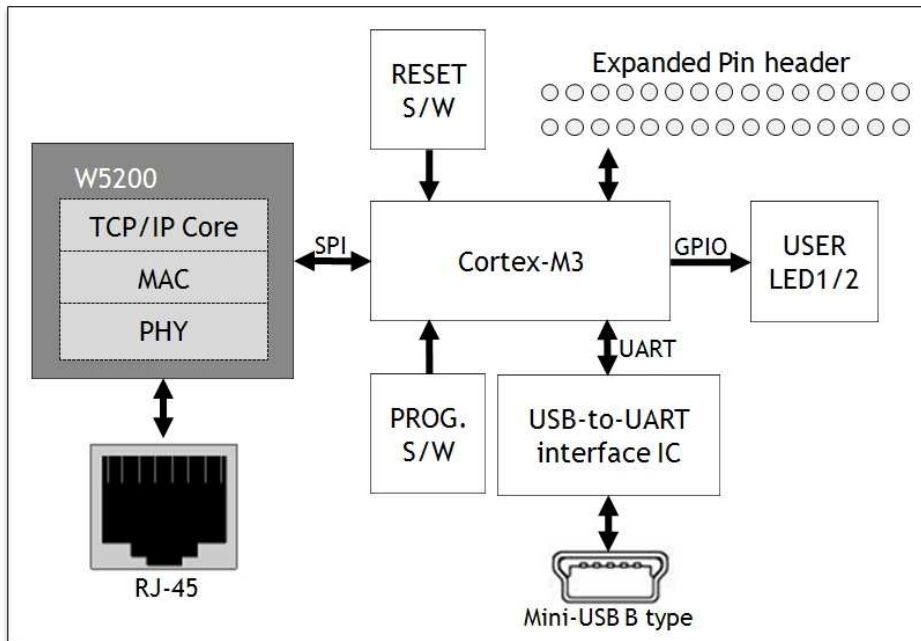 RESET
S/W
Expanded Pin header
W5200
TCP/IP Core
MAC
PHY
SPI
Cortex-M3
GPIO
USER
LED1/2
UART
PROG.
S/W
USB-to-UART
interface IC
RJ-45
Mini-USB B type